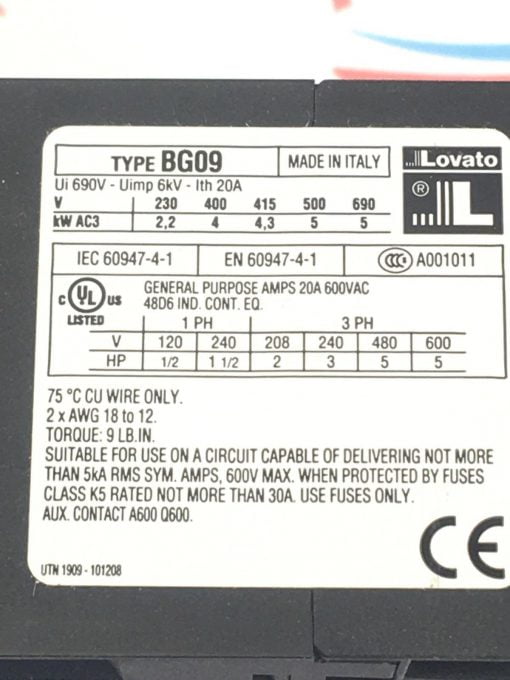 TYPE BG09 MADE IN ITALY Lovato
Ui 690V - Uimp 6kV - Ith 20A ®
V 230 400 415 500 690
kW AC3 2,2 4 4,3 5 5
L
IEC 60947-4-1 EN 60947-4-1 CCC A001011
c UL us LISTED
GENERAL PURPOSE AMPS 20A 600VAC
48D6 IND. CONT. EQ.
1 PH 3 PH
V 120 240 208 240 480 600
HP 1/2 1 1/2 2 3 5 5
75 °C CU WIRE ONLY.
2 x AWG 18 to 12.
TORQUE: 9 LB.IN.
SUITABLE FOR USE ON A CIRCUIT CAPABLE OF DELIVERING NOT MORE
THAN 5kA RMS SYM. AMPS, 600V MAX. WHEN PROTECTED BY FUSES
CLASS K5 RATED NOT MORE THAN 30A. USE FUSES ONLY.
AUX. CONTACT A600 Q600.
CE
UTN 1909 - 101208